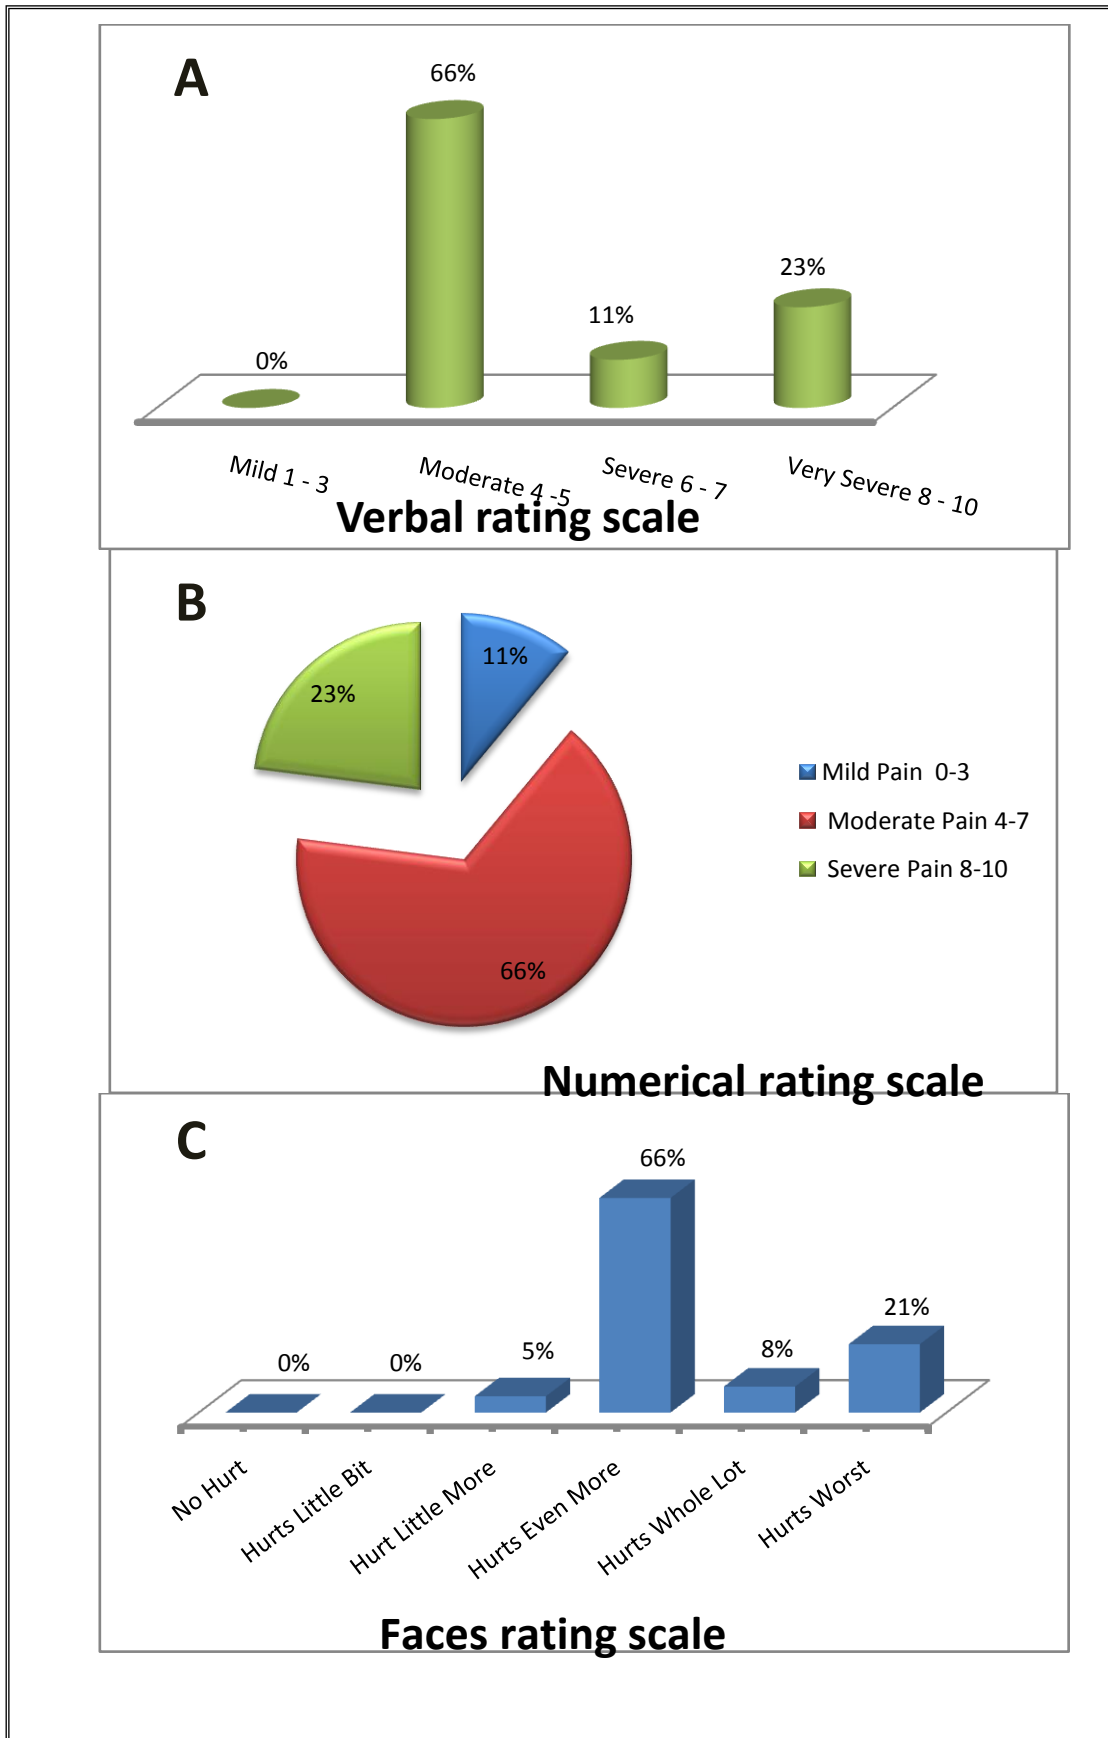 A
66%
23%
11%
0%
Mild 1 - 3
Moderate 4 -5
Severe 6 - 7
Very Severe 8 - 10
Verbal rating scale
B
11%
23%
66%
Mild Pain  0-3
Moderate Pain 4-7
Severe Pain 8-10
Numerical rating scale
C
66%
21%
8%
5%
0%
0%
No Hurt
Hurts Little Bit
Hurt Little More
Hurts Even More
Hurts Whole Lot
Hurts Worst
Faces rating scale